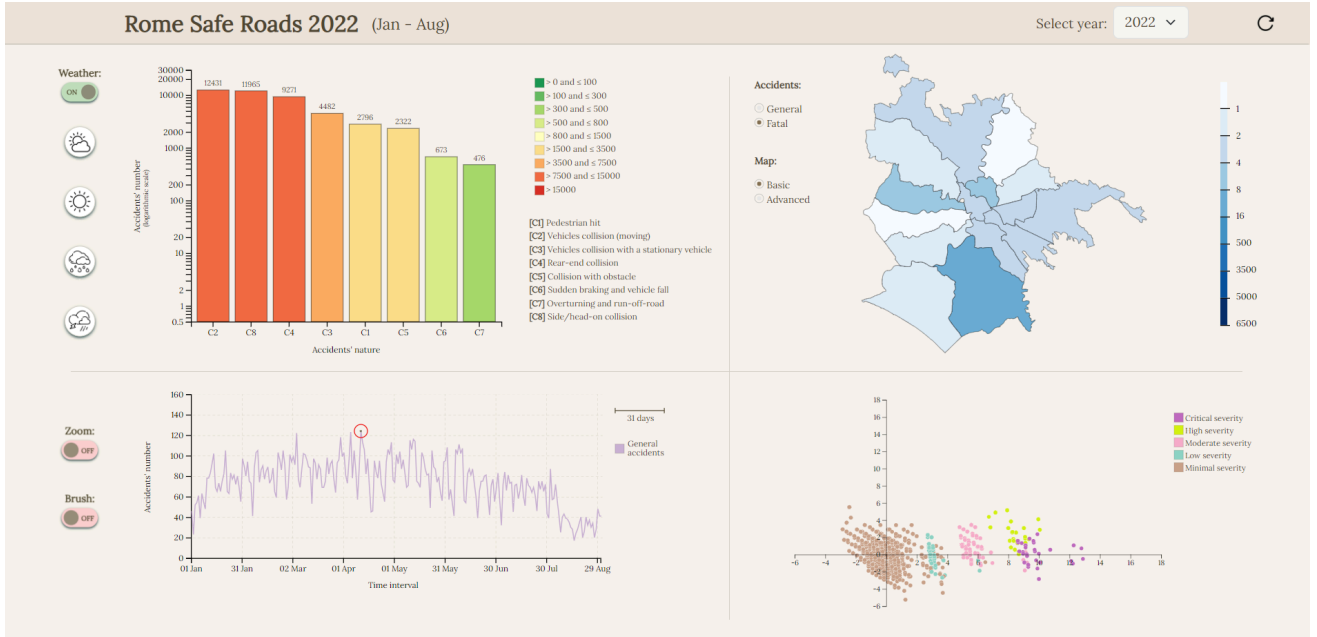 Rome Safe Roads 2022 (Jan - Aug)
Select year: 2022
Weather:
ON
30000
20000
10000
2000
1000
200
100
20
10
2
1
0.5
Accidents' number
(logarithmic scale)
12431
11965
9271
4482
2796
2322
673
476
C2 C8 C4 C3 C1 C5 C6 C7
Accidents' nature
> 0 and ≤ 100
> 100 and ≤ 300
> 300 and ≤ 500
> 500 and ≤ 800
> 800 and ≤ 1500
> 1500 and ≤ 3500
> 3500 and ≤ 7500
> 7500 and ≤ 15000
> 15000
[C1] Pedestrian hit
[C2] Vehicles collision (moving)
[C3] Vehicles collision with a stationary vehicle
[C4] Rear-end collision
[C5] Collision with obstacle
[C6] Sudden braking and vehicle fall
[C7] Overturning and run-off-road
[C8] Side/head-on collision
Accidents:
General
Fatal
Map:
Basic
Advanced
1
2
4
8
16
500
3500
5000
6500
Zoom:
OFF
Brush:
OFF
160
140
120
100
80
60
40
20
0
Accidents' number
01 Jan 31 Jan 02 Mar 01 Apr 01 May 31 May 30 Jun 30 Jul 29 Aug
Time interval
31 days
General
accidents
18
16
14
12
10
8
6
4
2
0
-2
-4
-6
-6 -4 -2 2 4 6 8 10 12 14 16 18
Critical severity
High severity
Moderate severity
Low severity
Minimal severity